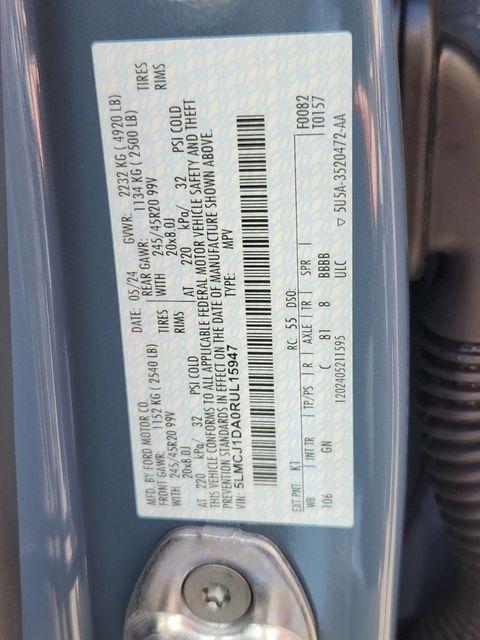 MFD. BY FORD MOTOR CO.
DATE: 05/24 GVWR: 2232 KG ( 4920 LB)
FRONT GAWR: 1152 KG (2540 LB) REAR GAWR: 1134 KG (2500 LB)
WITH 245/45R20 99V TIRES WITH 245/45R20 99V TIRES
20x8.0J RIMS 20x8.0J RIMS
AT 220 kPa/ 32 PSI COLD AT 220 kPa/ 32 PSI COLD
THIS VEHICLE CONFORMS TO ALL APPLICABLE FEDERAL MOTOR VEHICLE SAFETY AND THEFT
PREVENTION STANDARDS IN EFFECT ON THE DATE OF MANUFACTURE SHOWN ABOVE.
VIN: 5LMCJ1DA0RUL15947 TYPE: MPV
F0082
T0157
EXT PNT: K1 RC: 55 DSO:
WB INT TR TP/PS R AXLE TR SPR
106 GN C 81 8 BBBB
ULC
1202405211595 ▽ 5U5A-3520472-AA